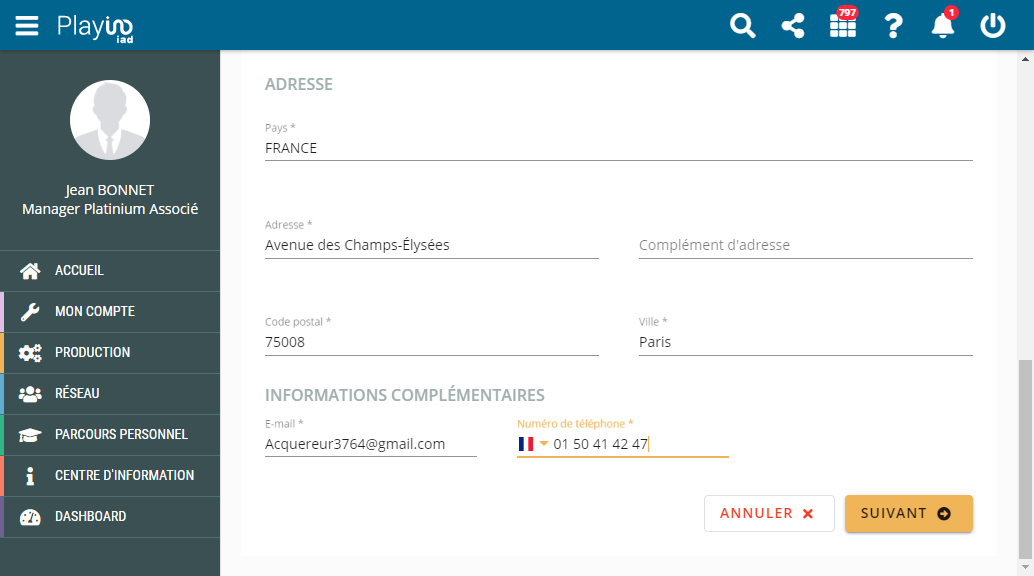 Playiad
iad
797
1
Jean BONNET
Manager Platinium Associé
ACCUEIL
MON COMPTE
PRODUCTION
RÉSEAU
PARCOURS PERSONNEL
CENTRE D'INFORMATION
DASHBOARD
ADRESSE
Pays *
FRANCE
Adresse *
Avenue des Champs-Élysées
Complément d'adresse
Code postal *
75008
Ville *
Paris
INFORMATIONS COMPLÉMENTAIRES
E-mail *
Acquereur3764@gmail.com
Numéro de téléphone *
01 50 41 42 47
ANNULER
SUIVANT